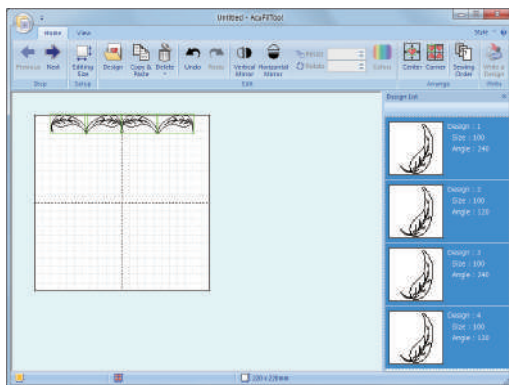 Untitled - AcuFilTool
Home View Style
Previous Next Editing Size Design Copy & Paste Delete Undo Redo Vertical Mirror Horizontal Mirror Rotate Colour Center Corner Sewing Order Write a Design
Step Setup Edit Arrange Write
Design List
Design : 1
Size : 100
Angle : 240
Design : 2
Size : 100
Angle : 120
Design : 3
Size : 100
Angle : 240
Design : 4
Size : 100
Angle : 120